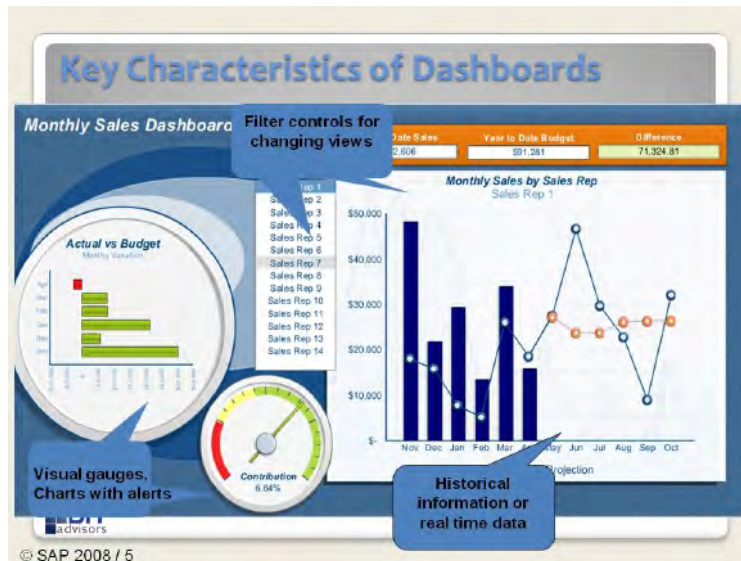 Key Characteristics of Dashboards
Monthly Sales Dashboard
Filter controls for
changing views
Date Sales
Year to Date Budget
Difference
2,606
$91,281
71,324.81
Monthly Sales by Sales Rep
Sales Rep 1
Sales Rep 1
Sales Rep 2
Sales Rep 3
Sales Rep 4
Sales Rep 5
Sales Rep 6
Sales Rep 7
Sales Rep 8
Sales Rep 9
Sales Rep 10
Sales Rep 11
Sales Rep 12
Sales Rep 13
Sales Rep 14
Actual vs Budget
Monthly Variation
$50,000
$40,000
$30,000
$20,000
$10,000
$-
Nov Dec Jan Feb Mar May Jun Jul Aug Sep Oct
Projection
Contribution
6.64%
Visual gauges,
Charts with alerts
Historical
information or
real time data
advisors
© SAP 2008 / 5